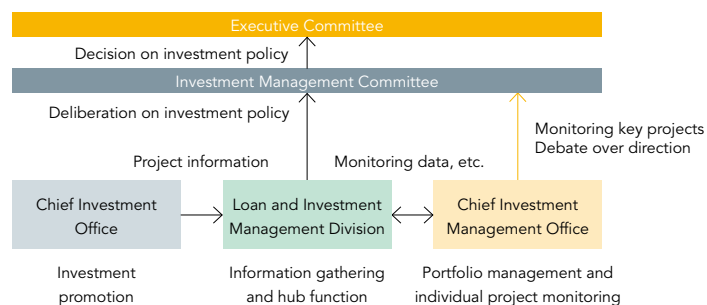 Executive Committee
Decision on investment policy
Investment Management Committee
Deliberation on investment policy
Monitoring key projects
Debate over direction
Project information
Monitoring data, etc.
Chief Investment
Office
Loan and Investment
Management Division
Chief Investment
Management Office
Investment
promotion
Information gathering
and hub function
Portfolio management and
individual project monitoring